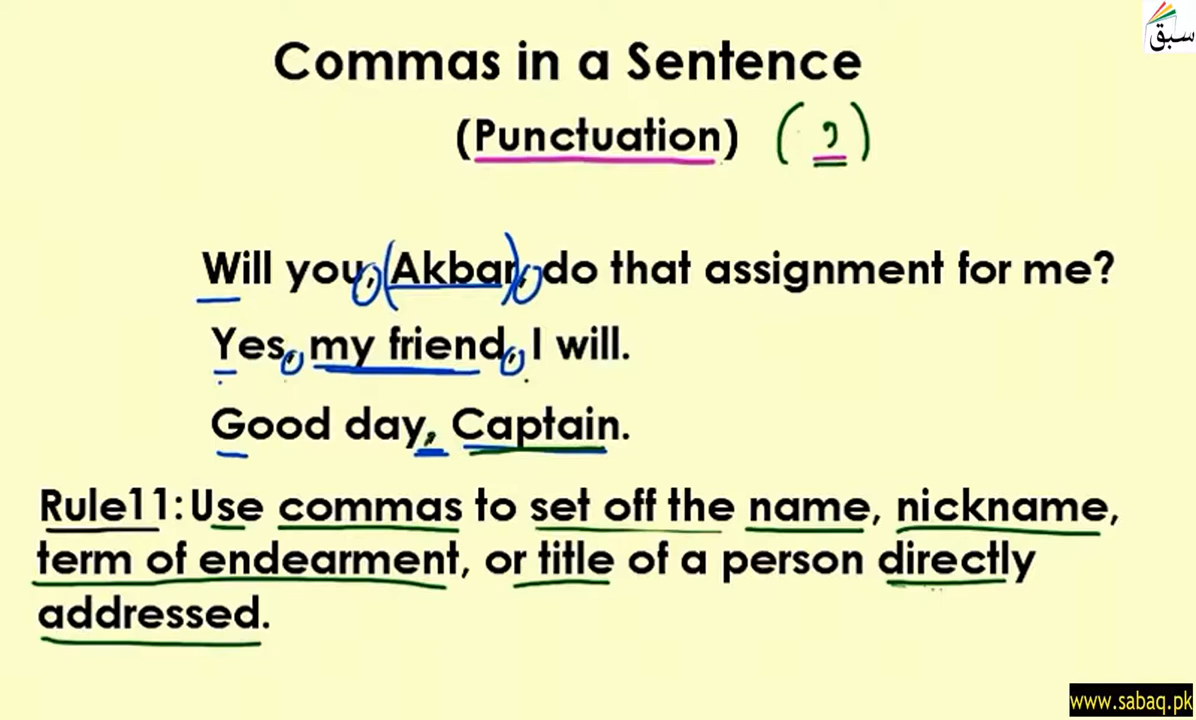 سبق
Commas in a Sentence
(Punctuation) (,)
Will you, (Akbar), do that assignment for me?
Yes, my friend, I will.
Good day, Captain.
Rule11: Use commas to set off the name, nickname,
term of endearment, or title of a person directly
addressed.
www.sabaq.pk